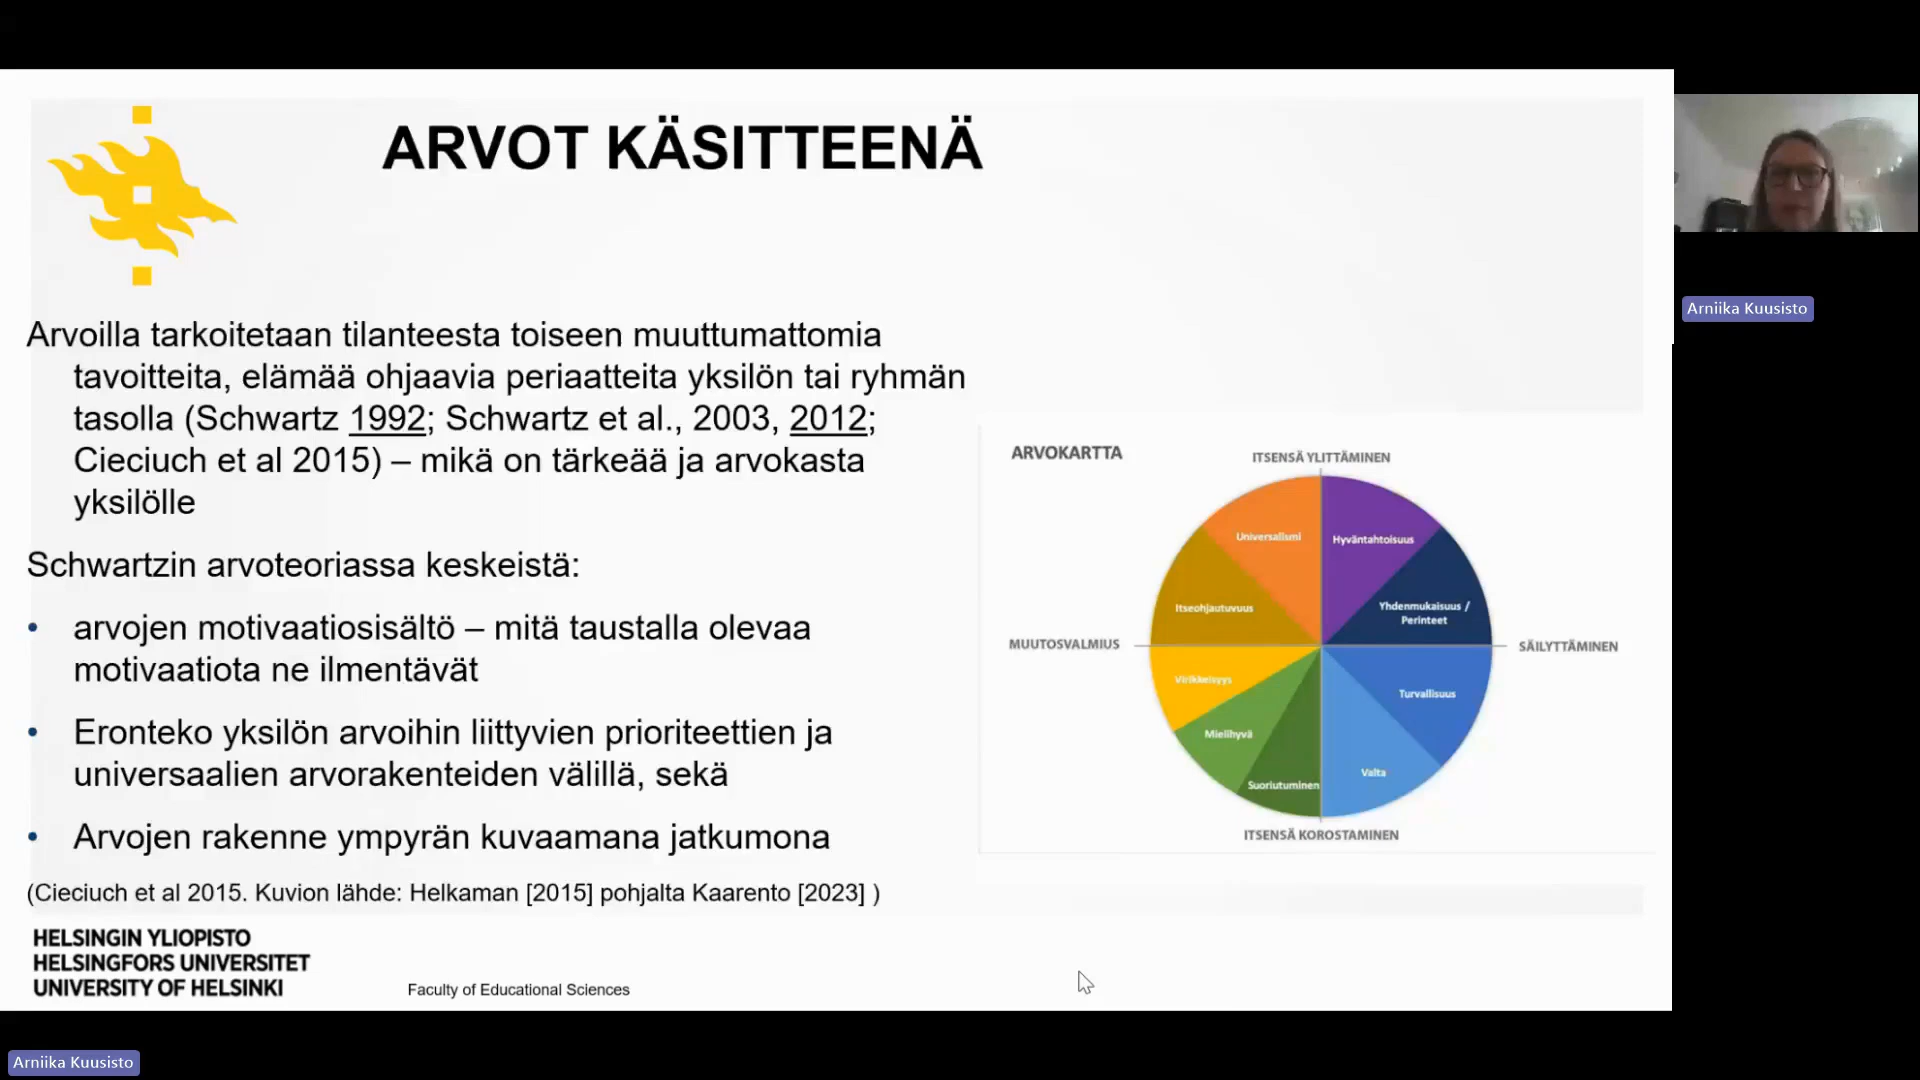 ARVOT KÄSITTEENÄ
Arvoilla tarkoitetaan tilanteesta toiseen muuttumattomia
tavoitteita, elämää ohjaavia periaatteita yksilön tai ryhmän
tasolla (Schwartz 1992; Schwartz et al., 2003, 2012;
Cieciuch et al 2015) – mikä on tärkeää ja arvokasta
yksilölle
Schwartzin arvoteoriassa keskeistä:
• arvojen motivaatiosisältö – mitä taustalla olevaa
motivaatiota ne ilmentävät
• Eronteko yksilön arvoihin liittyvien prioriteettien ja
universaalien arvorakenteiden välillä, sekä
• Arvojen rakenne ympyrän kuvaamana jatkumona
(Cieciuch et al 2015. Kuvion lähde: Helkaman [2015] pohjalta Kaarento [2023] )
ARVOKARTTA
ITSENSÄ YLITTÄMINEN
Universalismi
Hyväntahtoisuus
Itseohjautuvuus
Yhdenmukaisuus /
Perinteet
MUUTOSVALMIUS
SÄILYTTÄMINEN
Virikkeisyys
Turvallisuus
Mielihyvä
Valta
Suoriutuminen
ITSENSÄ KOROSTAMINEN
HELSINGIN YLIOPISTO
HELSINGFORS UNIVERSITET
UNIVERSITY OF HELSINKI
Faculty of Educational Sciences
Arniika Kuusisto
Arniika Kuusisto